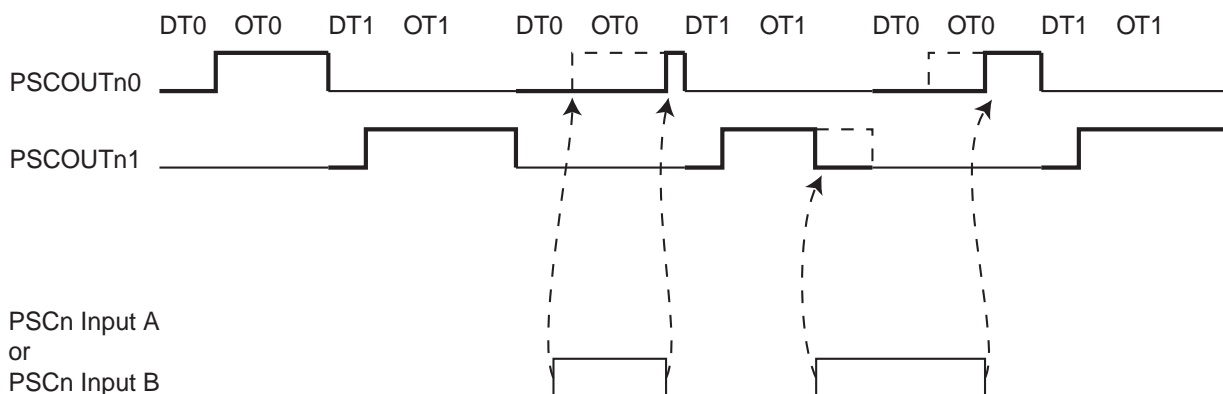 DT0 OT0 DT1 OT1 DT0 OT0 DT1 OT1 DT0 OT0 DT1 OT1
PSCOUTn0
PSCOUTn1
PSCn Input A
or
PSCn Input B